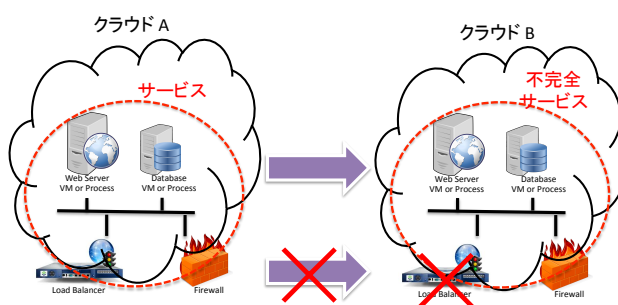 クラウド A
サービス
Web Server
VM or Process
Database
VM or Process
Load Balancer
Firewall
クラウド B
不完全
サービス
Web Server
VM or Process
Database
VM or Process
Load Balancer
Firewall